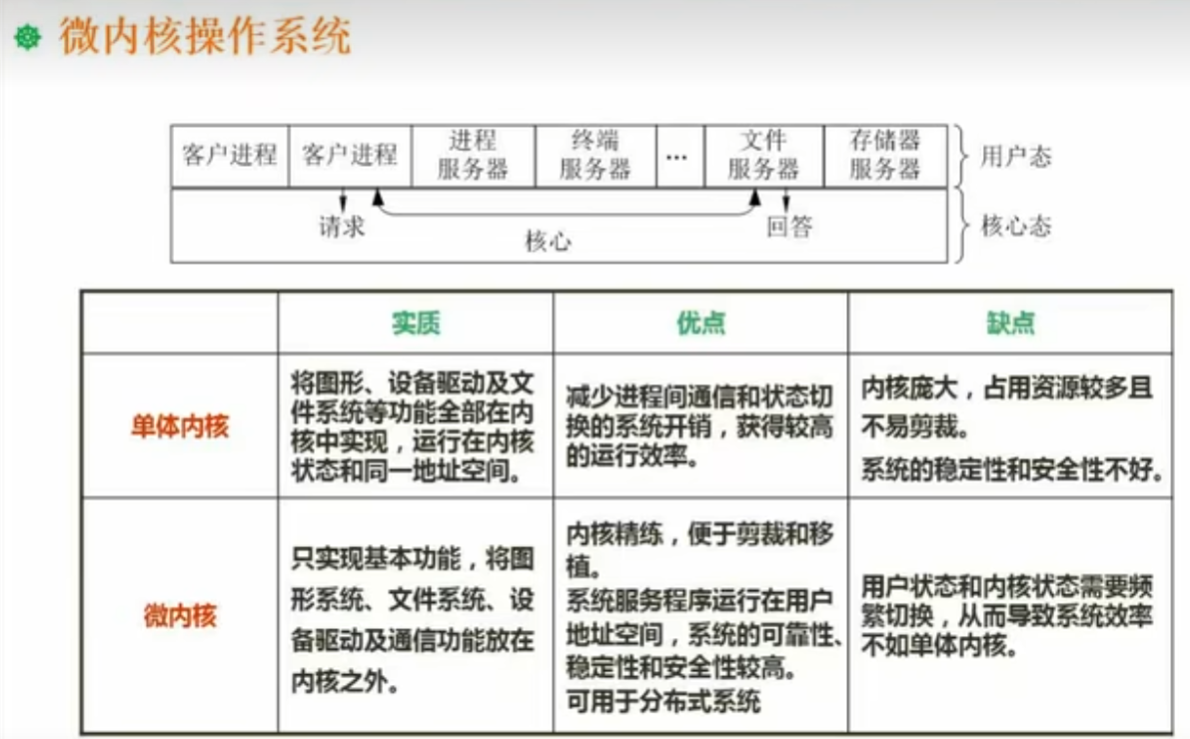 微内核操作系统
客户进程
客户进程
进程
服务器
终端
服务器
...
文件
服务器
存储器
服务器
用户态
请求
核心
回答
核心态
实质
优点
缺点
单体内核
将图形、设备驱动及文
件系统等功能全部在内
核中实现，运行在内核
状态和同一地址空间。
减少进程间通信和状态切
换的系统开销，获得较高
的运行效率。
内核庞大，占用资源较多且
不易剪裁。
系统的稳定性和安全性不好。
微内核
只实现基本功能，将图
形系统、文件系统、设
备驱动及通信功能放在
内核之外。
内核精练，便于剪裁和移
植。
系统服务程序运行在用户
地址空间，系统的可靠性、
稳定性和安全性较高。
可用于分布式系统
用户状态和内核状态需要频
繁切换，从而导致系统效率
不如单体内核。